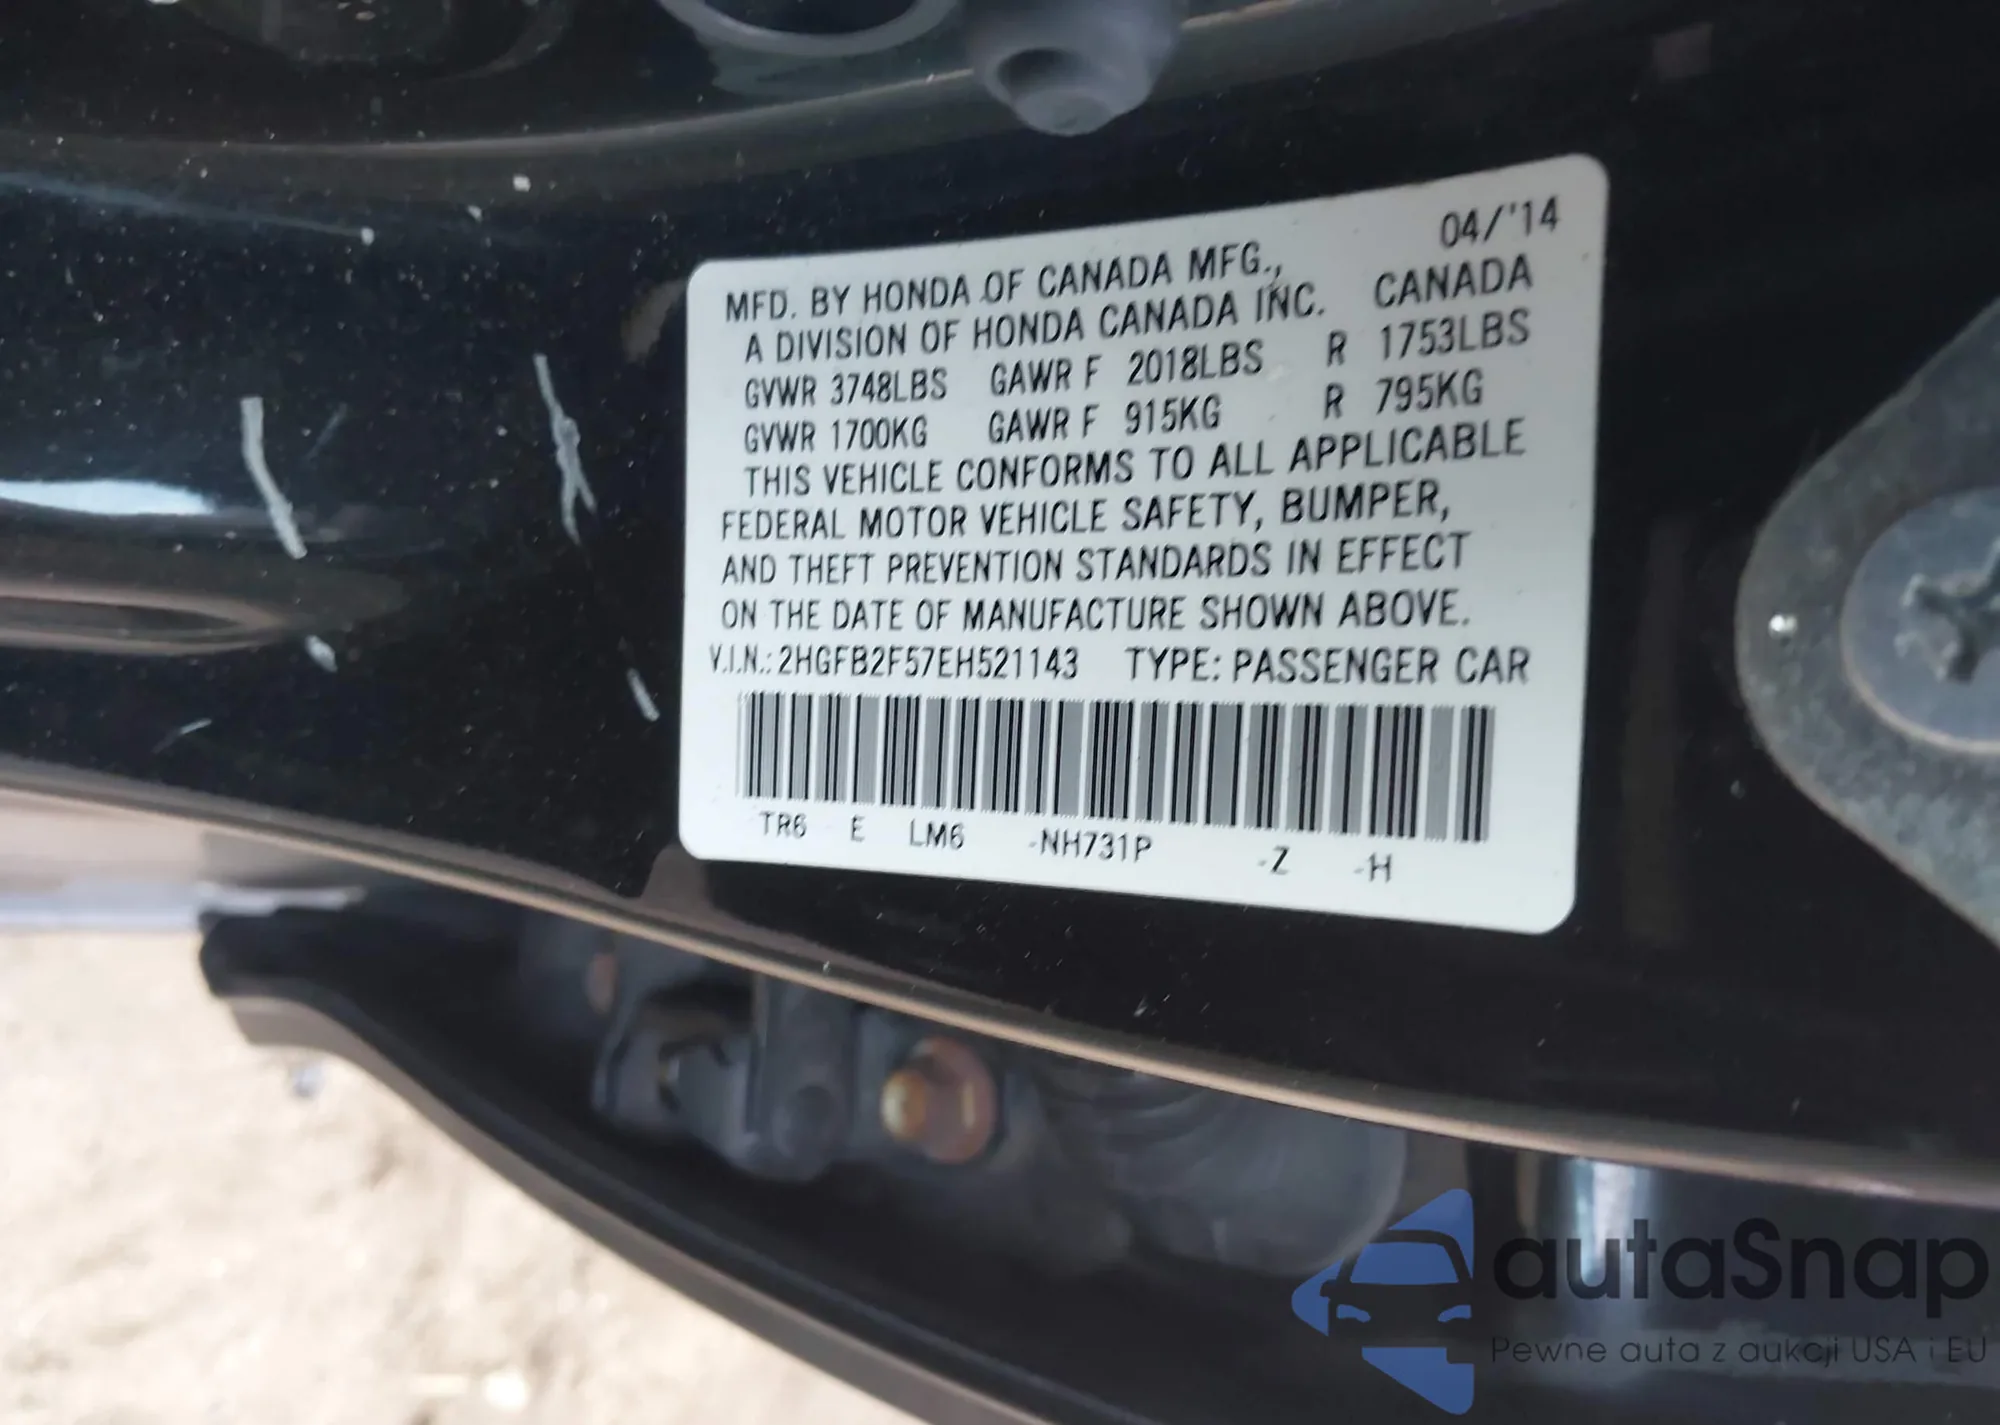 04/'14
MFD. BY HONDA OF CANADA MFG.,
A DIVISION OF HONDA CANADA INC. CANADA
GVWR 3748LBS GAWR F 2018LBS R 1753LBS
GVWR 1700KG GAWR F 915KG R 795KG
THIS VEHICLE CONFORMS TO ALL APPLICABLE
FEDERAL MOTOR VEHICLE SAFETY, BUMPER,
AND THEFT PREVENTION STANDARDS IN EFFECT
ON THE DATE OF MANUFACTURE SHOWN ABOVE.
V.I.N.: 2HGFB2F57EH521143 TYPE: PASSENGER CAR
TR6 E LM6 -NH731P -Z -H
autaSnap
Pewne auta z aukcji USA i EU